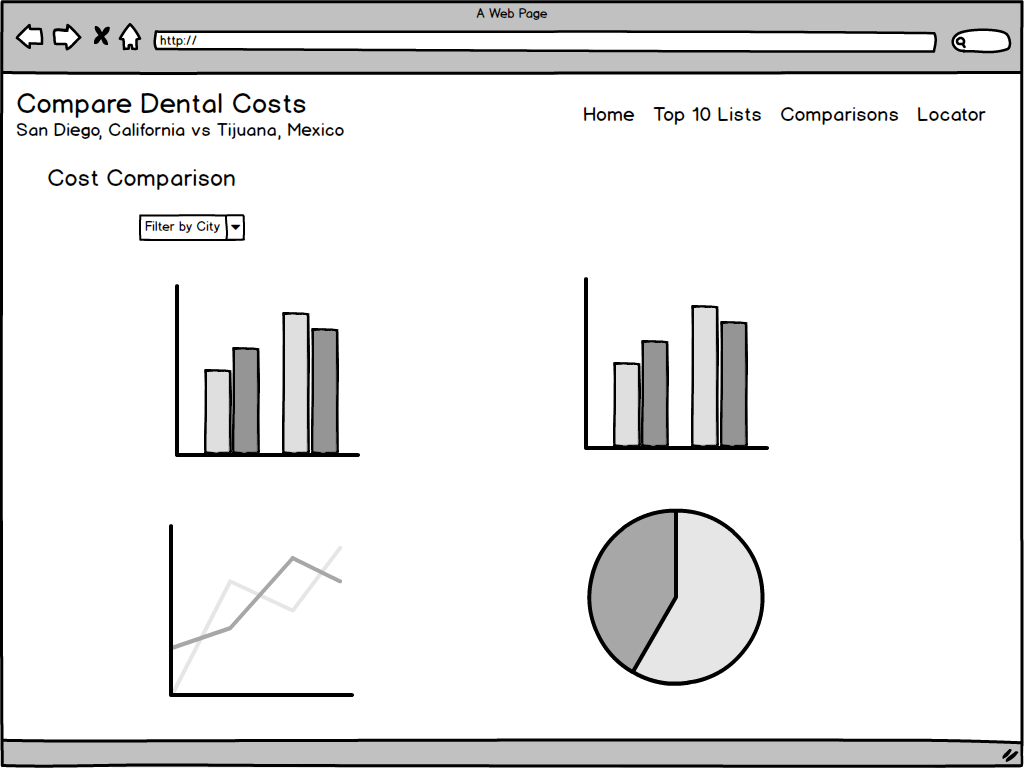 A Web Page
http://
Compare Dental Costs
San Diego, California vs Tijuana, Mexico
Home Top 10 Lists Comparisons Locator
Cost Comparison
Filter by City